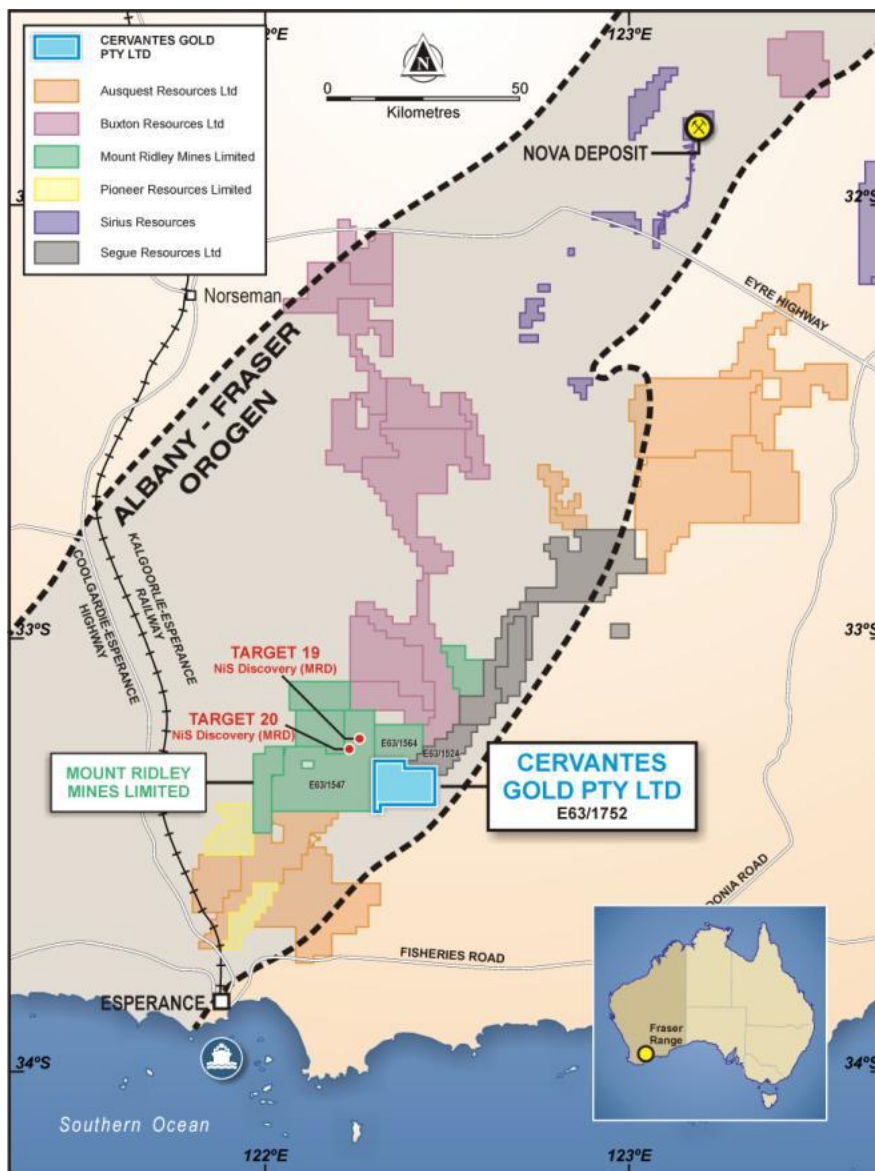 CERVANTES GOLD
PTY LTD
Ausquest Resources Ltd
Buxton Resources Ltd
Mount Ridley Mines Limited
Pioneer Resources Limited
Sirius Resources
Segue Resources Ltd
2°E
123°E
N
0
50
Kilometres
NOVA DEPOSIT
3
32°S
Norseman
EYRE HIGHWAY
ALBANY - FRASER
OROGEN
COOLGARDIE-ESPERANCE
HIGHWAY
KALGOORLIE-ESPERANCE
RAILWAY
33°S
33°S
TARGET 19
NiS Discovery (MRD)
TARGET 20
NiS Discovery (MRD)
E63/1564
E63/1524
E63/1547
MOUNT RIDLEY
MINES LIMITED
CERVANTES
GOLD PTY LTD
E63/1752
DONIA ROAD
FISHERIES ROAD
ESPERANCE
Fraser
Range
34°S
34°S
Southern Ocean
122°E
123°E